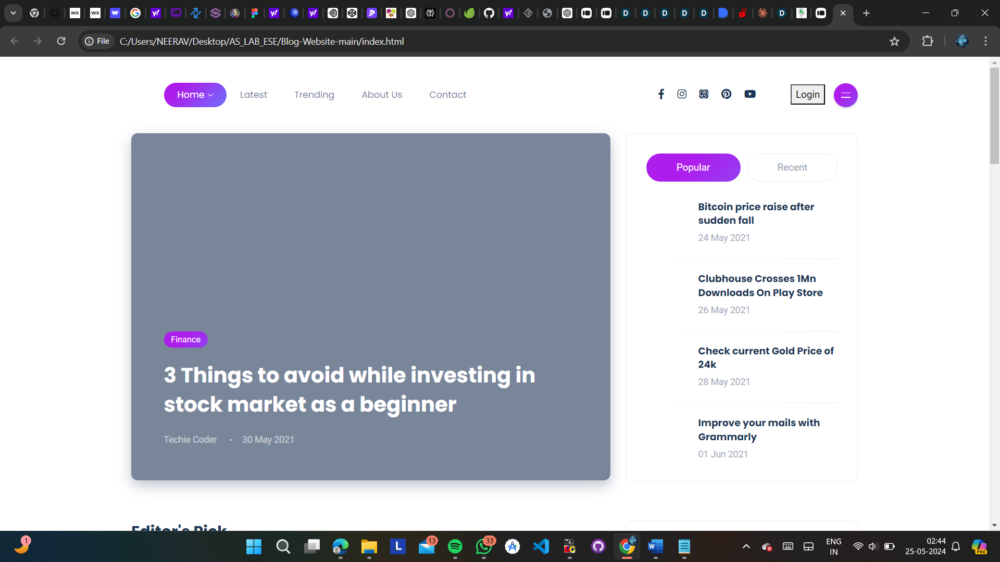 WIX
WIX
File
C:/Users/NEERAV/Desktop/AS_LAB_ESE/Blog-Website-main/index.html
Home
Latest
Trending
About Us
Contact
Login
Popular
Recent
Bitcoin price raise after
sudden fall
24 May 2021
Clubhouse Crosses 1Mn
Downloads On Play Store
26 May 2021
Check current Gold Price of
24k
28 May 2021
Improve your mails with
Grammarly
01 Jun 2021
Finance
3 Things to avoid while investing in
stock market as a beginner
Techie Coder • 30 May 2021
Editor's Pick
1
L
13
33
ENG
IN
02:44
25-05-2024
PRE